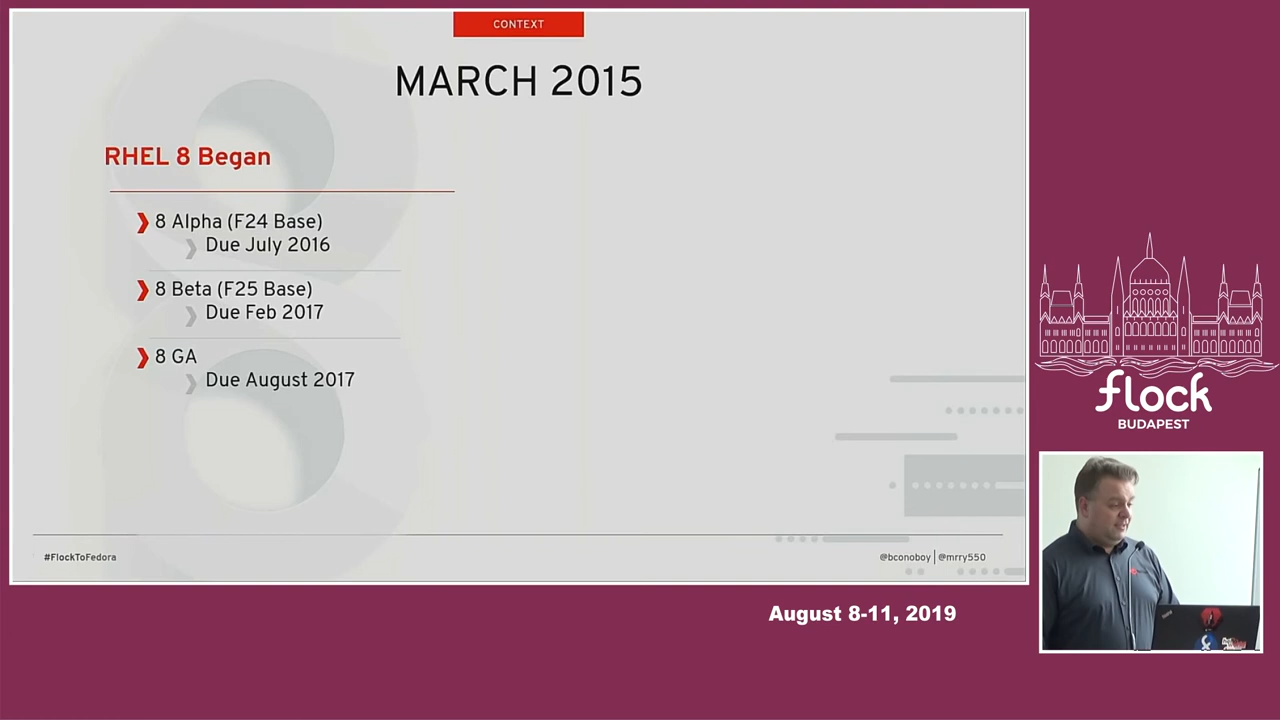 CONTEXT
MARCH 2015
RHEL 8 Began
8 Alpha (F24 Base)
Due July 2016
8 Beta (F25 Base)
Due Feb 2017
8 GA
Due August 2017
#FlockToFedora
@bconoboy | @mrry550
flock
BUDAPEST
August 8-11, 2019